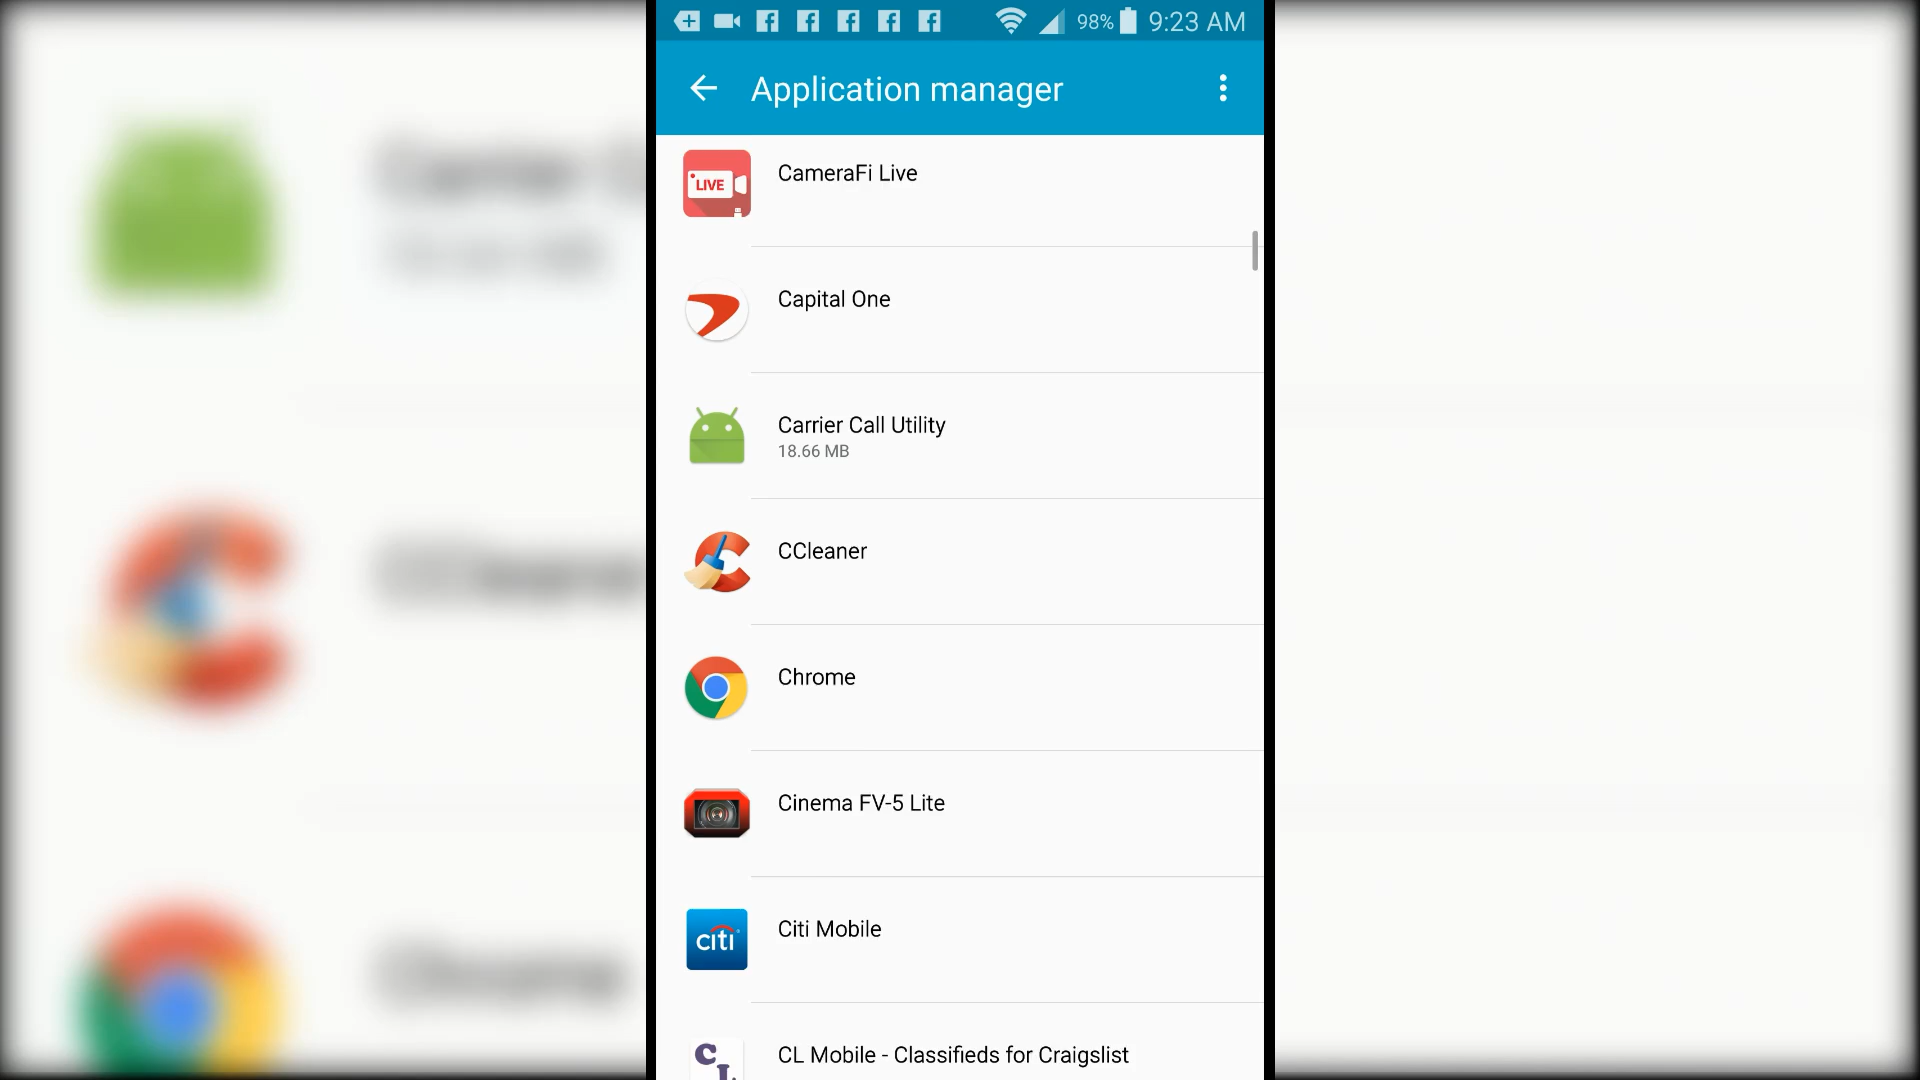 98% 9:23 AM
Application manager
LIVE
CameraFi Live
Capital One
Carrier Call Utility
18.66 MB
CCleaner
Chrome
Cinema FV-5 Lite
citi
Citi Mobile
CL
CL Mobile - Classifieds for Craigslist